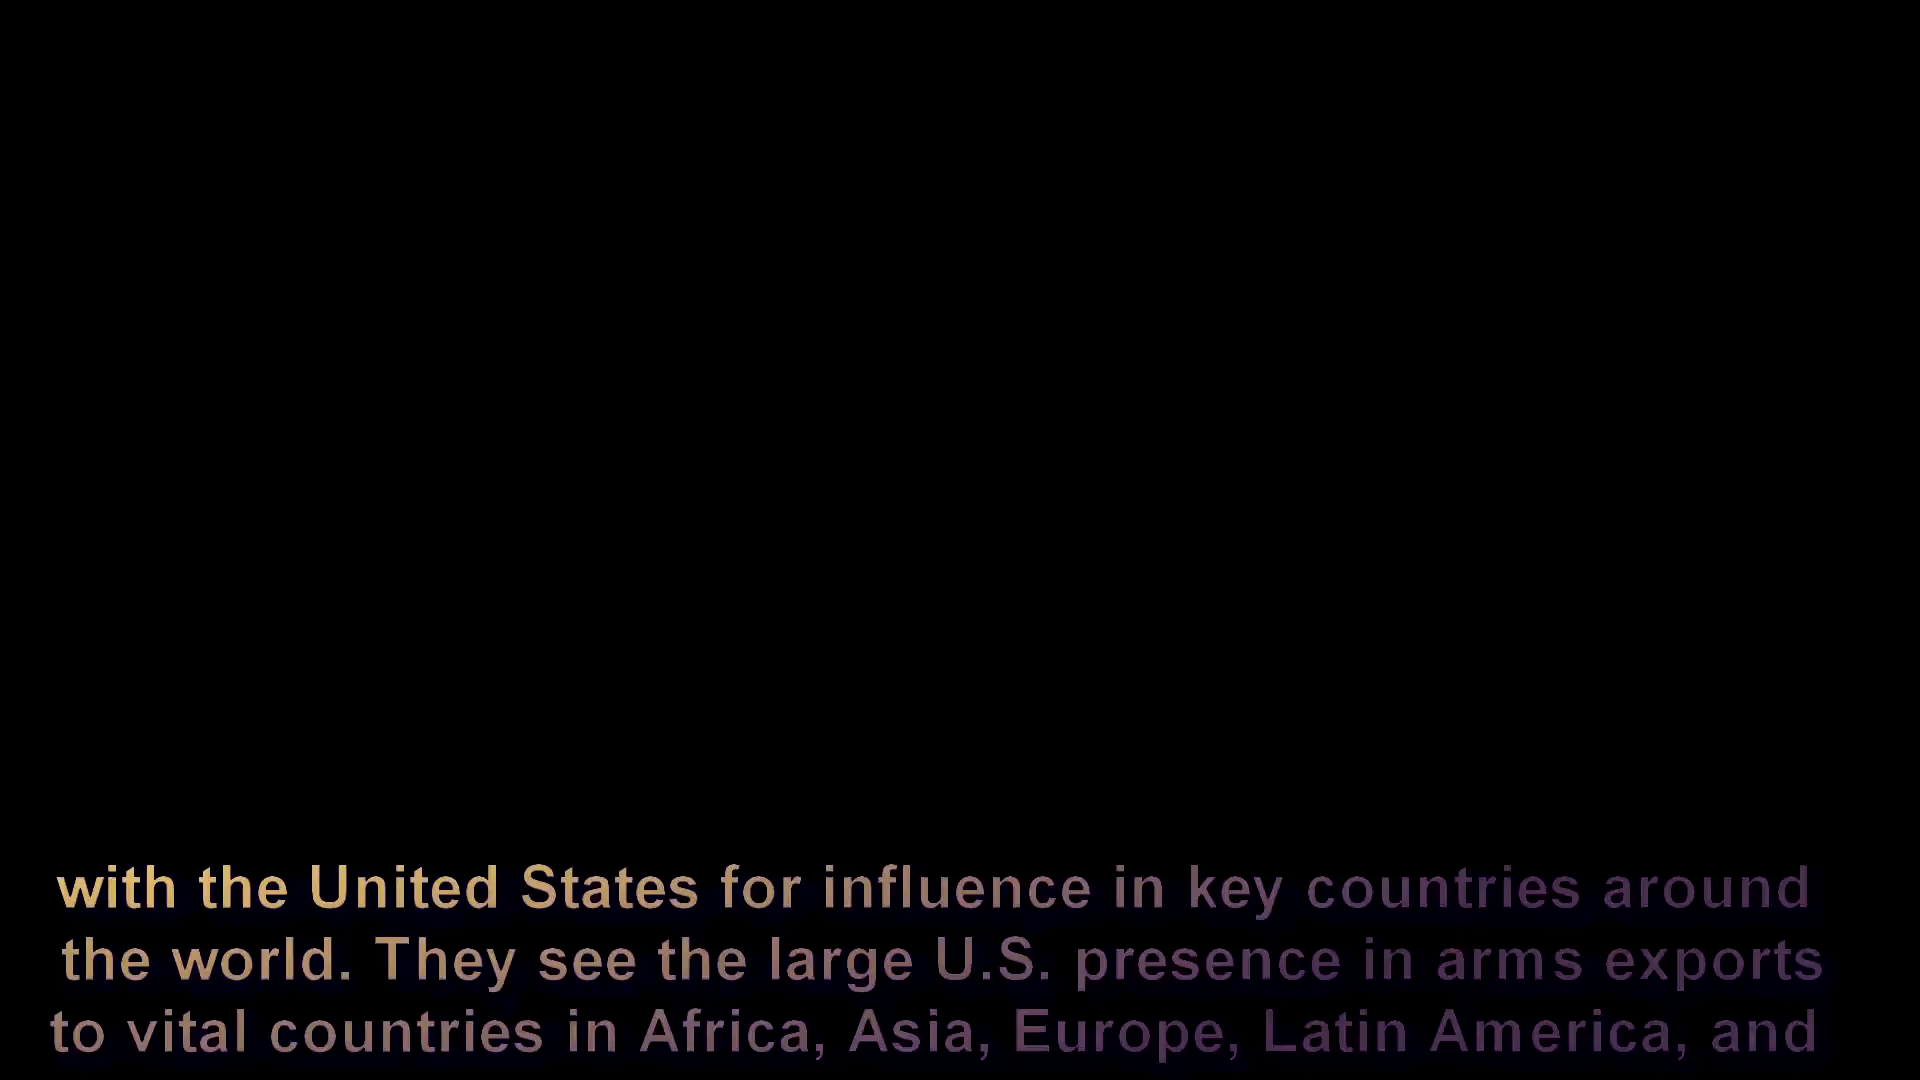 with the United States for influence in key countries around
the world. They see the large U.S. presence in arms exports
to vital countries in Africa, Asia, Europe, Latin America, and